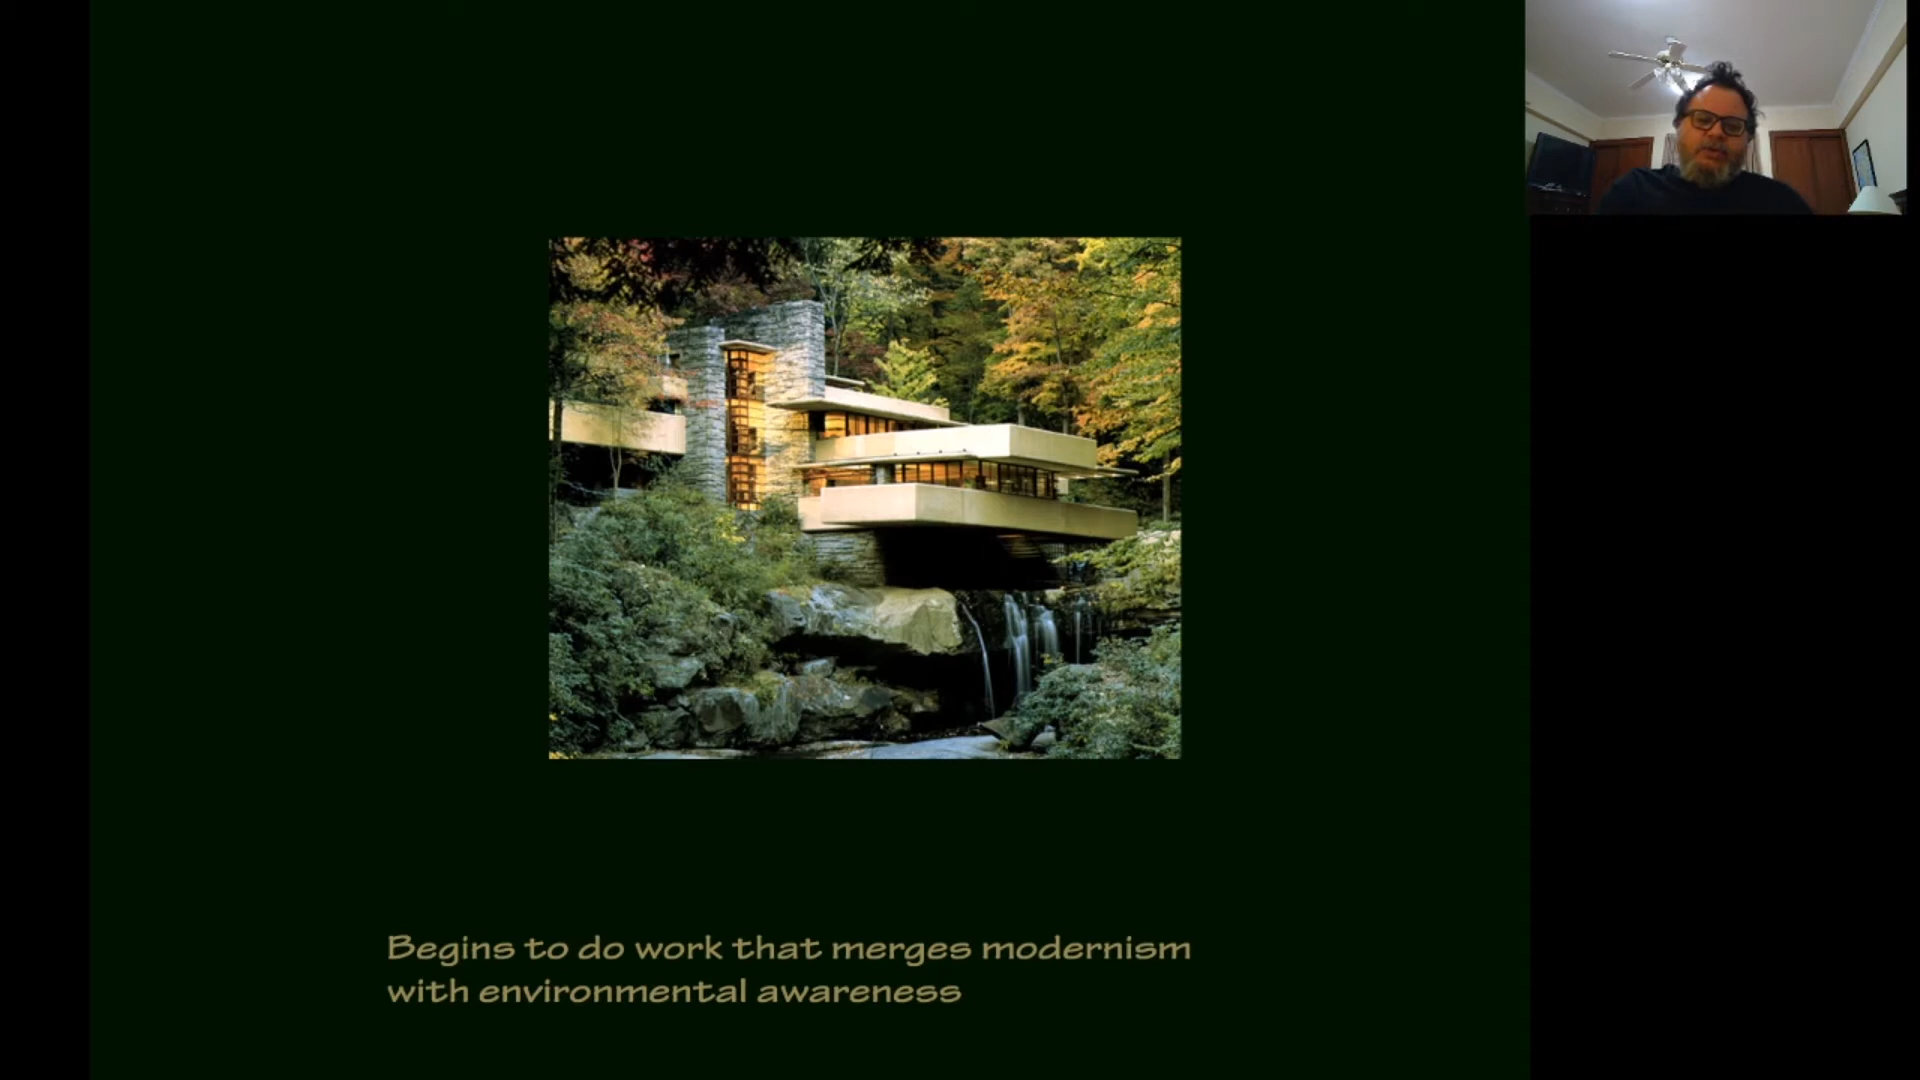 Begins to do work that merges modernism
with environmental awareness